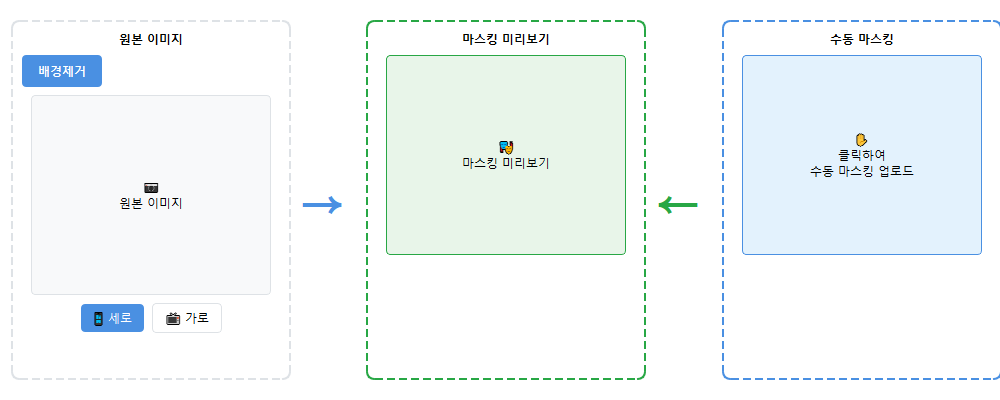 원본 이미지
배경제거
원본 이미지
세로
가로
마스킹 미리보기
마스킹 미리보기
수동 마스킹
클릭하여
수동 마스킹 업로드